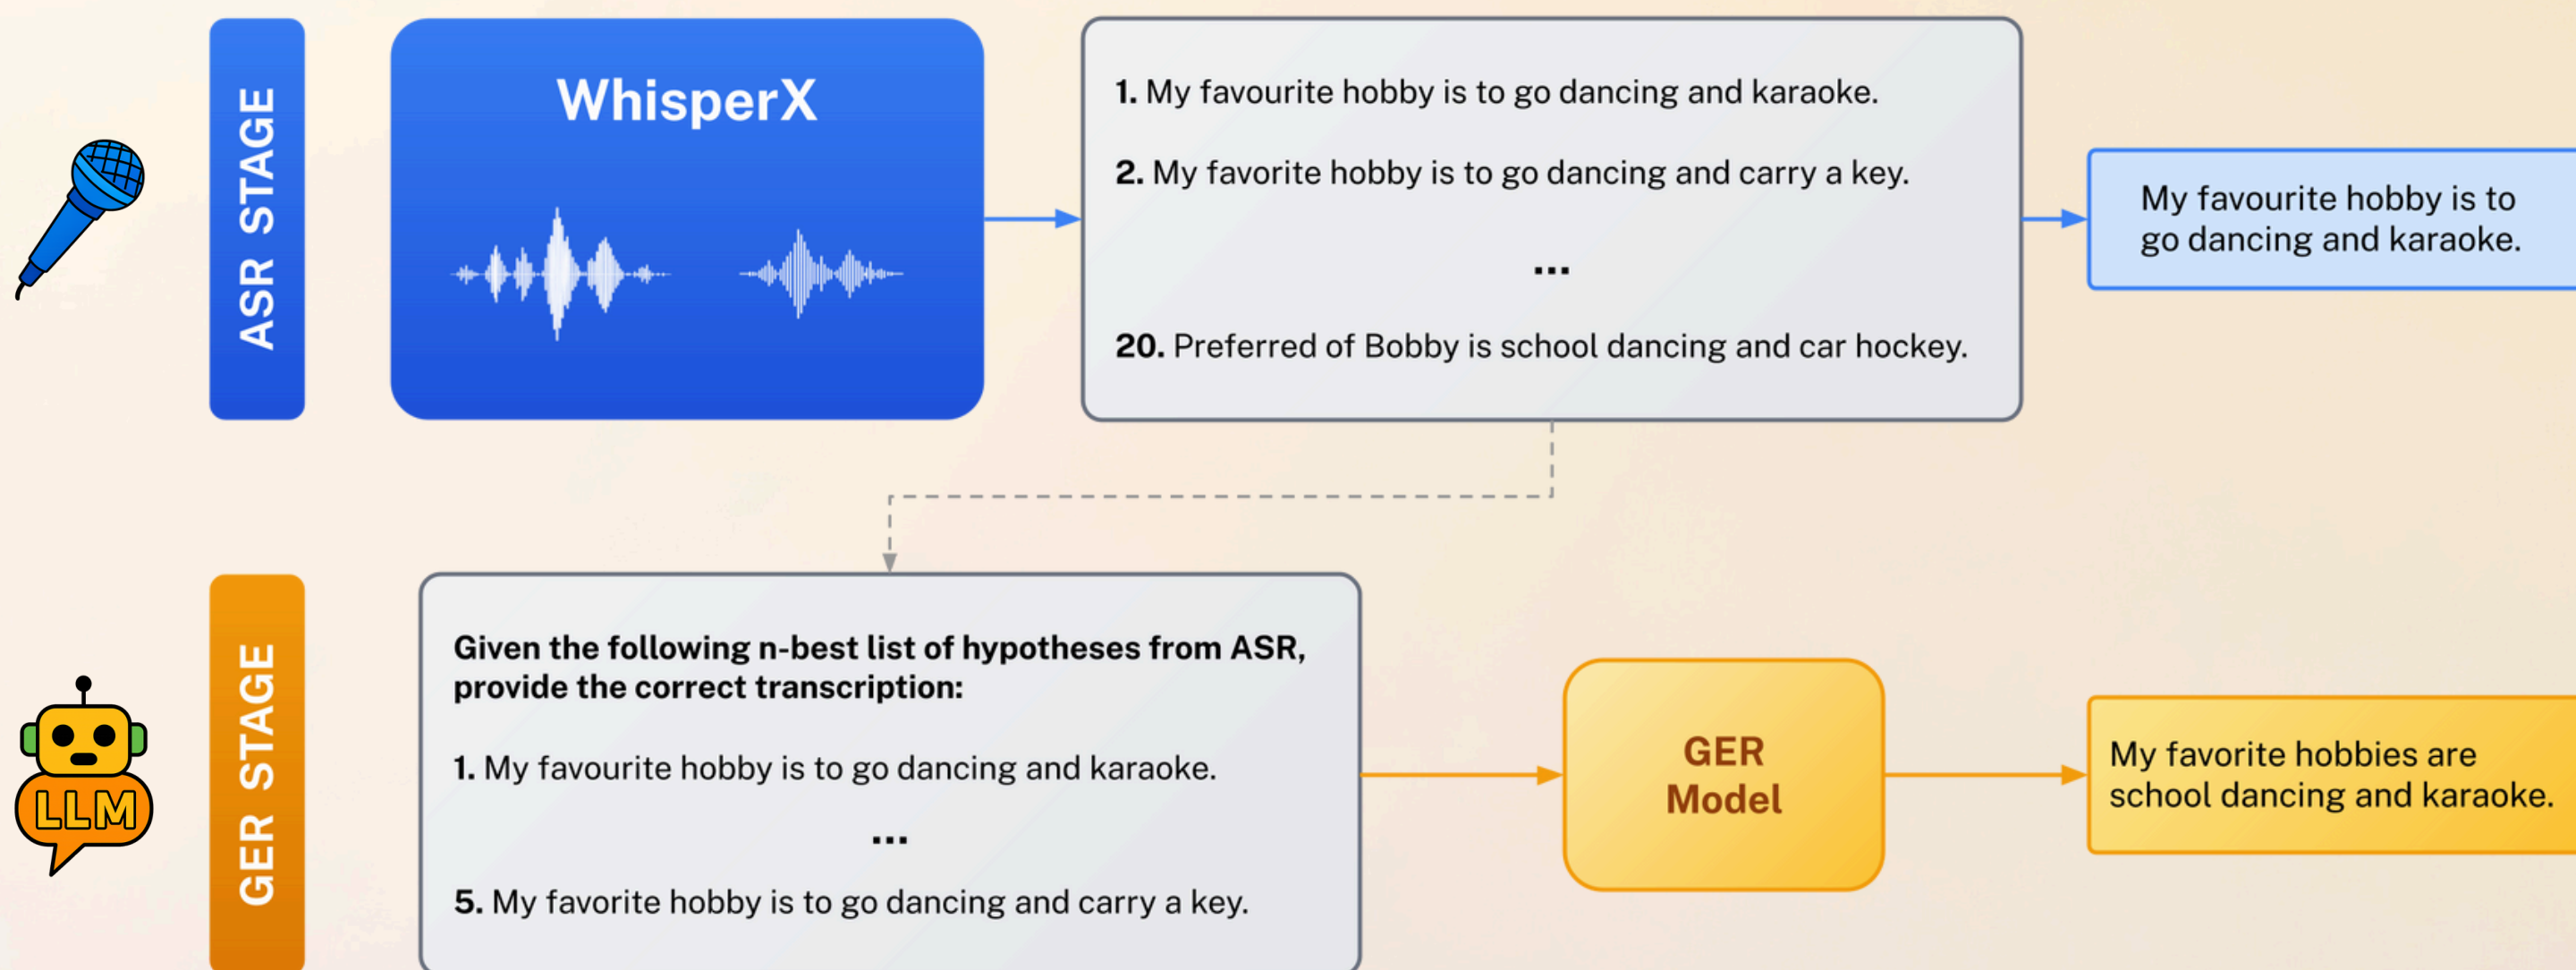 ASR STAGE
WhisperX
1. My favourite hobby is to go dancing and karaoke.
2. My favorite hobby is to go dancing and carry a key.
...
20. Preferred of Bobby is school dancing and car hockey.
My favourite hobby is to
go dancing and karaoke.
LLM
GER STAGE
Given the following n-best list of hypotheses from ASR,
provide the correct transcription:
1. My favourite hobby is to go dancing and karaoke.
...
5. My favorite hobby is to go dancing and carry a key.
GER
Model
My favorite hobbies are
school dancing and karaoke.